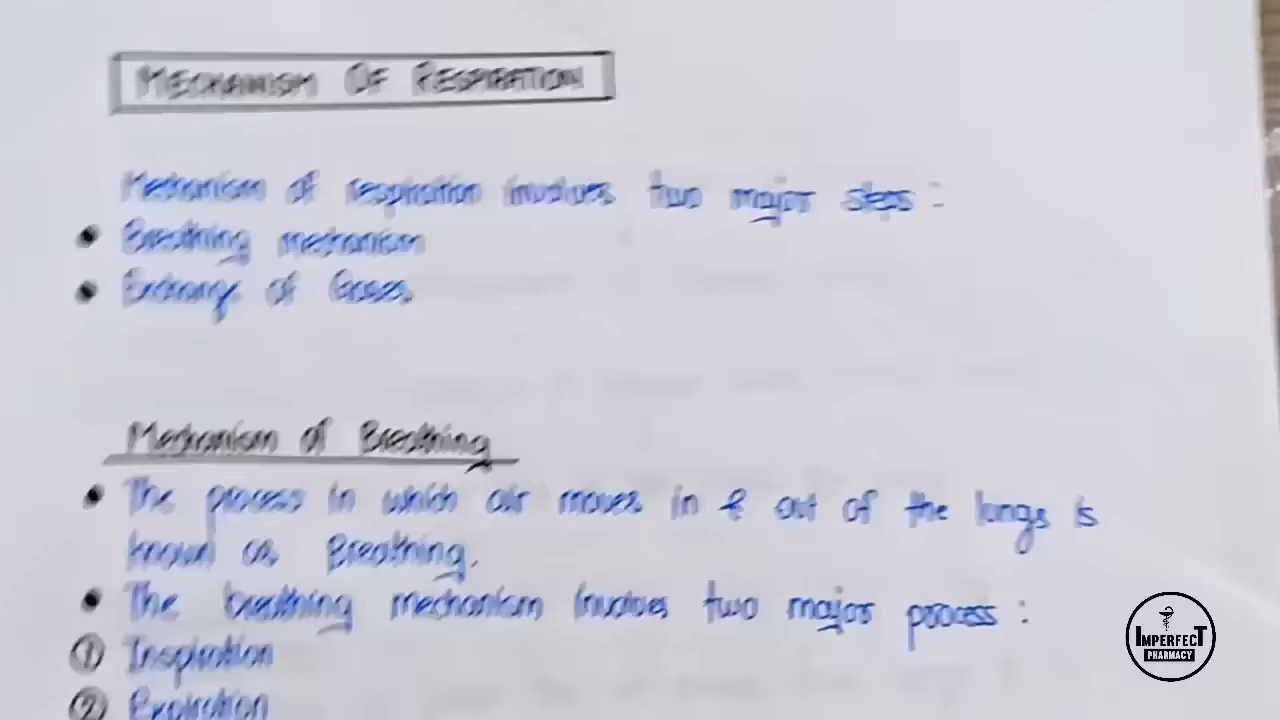 MECHANISM OF RESPIRATION
Mechanism of respiration involves two major steps :
• Breathing mechanism
• Exchange of Gases.
Mechanism of Breathing
• The process in which air moves in & out of the lungs is
known as Breathing.
• The breathing mechanism involves two major process :
① Inspiration
② Expiration
IMPERFECT
PHARMACY